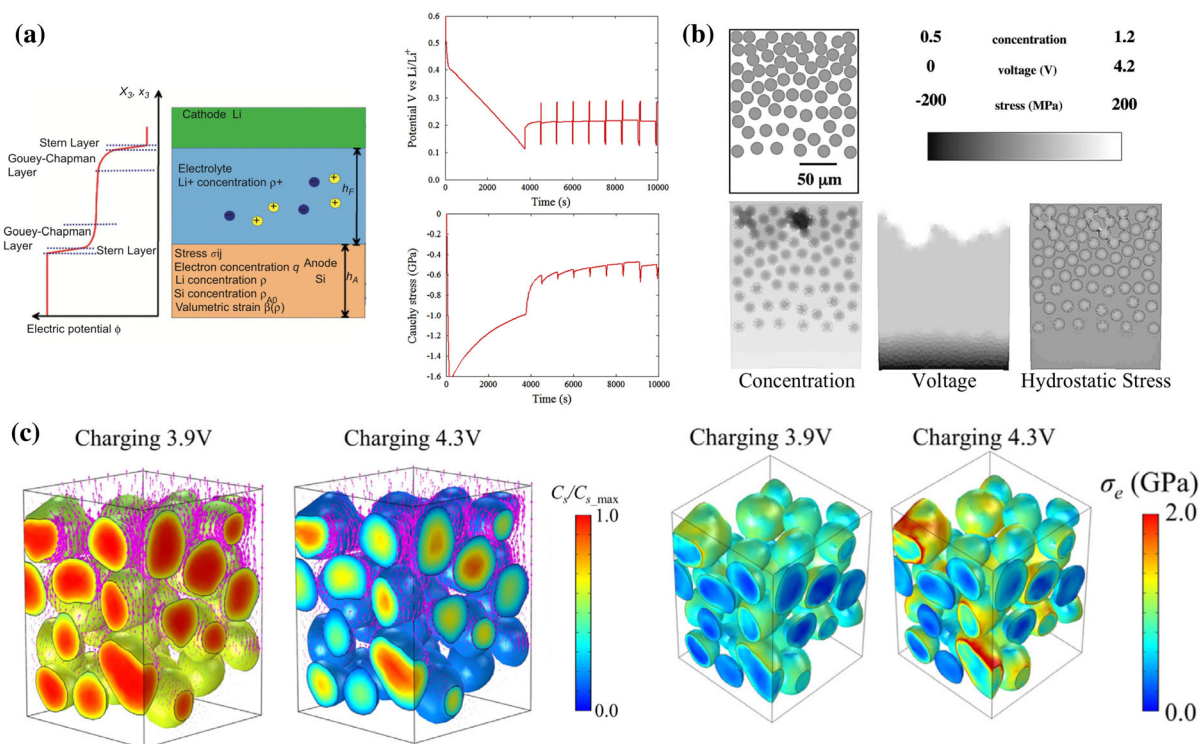 (a)
X3, x3
Stern Layer
Gouey-Chapman
Layer
Gouey-Chapman
Layer
Stern Layer
Electric potential ϕ
Cathode Li
Electrolyte
Li+ concentration ρ+
- + + - + - +
hF
Stress σij
Electron concentration q
Anode
Li concentration ρ
Si
Si concentration ρA0
Valumetric strain β(ρ)
hA
Potential V vs Li/Li+
0.6
0.5
0.4
0.3
0.2
0.1
0.0
0 2000 4000 6000 8000 10000
Time (s)
Cauchy stress (GPa)
0.0
-0.2
-0.4
-0.6
-0.8
-1.0
-1.2
-1.4
-1.6
0 2000 4000 6000 8000 10000
Time (s)
(b)
50 μm
0.5 concentration 1.2
0 voltage (V) 4.2
-200 stress (MPa) 200
Concentration Voltage Hydrostatic Stress
(c)
Charging 3.9V
Charging 4.3V
Cs/Cs_max
1.0
0.0
Charging 3.9V
Charging 4.3V
σe (GPa)
2.0
0.0